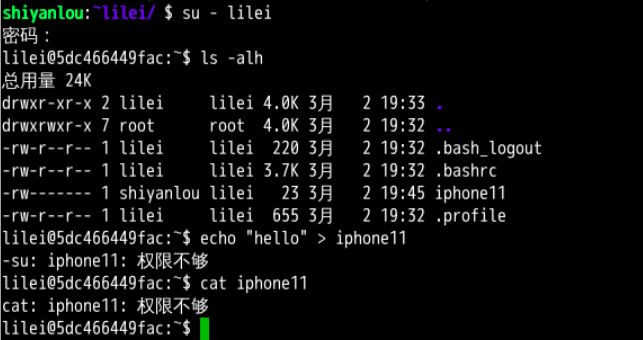 shiyanlou:~lilei/ $ su - lilei
密码：
lilei@5dc466449fac:~$ ls -alh
总用量 24K
drwxr-xr-x 2 lilei     lilei 4.0K 3月   2 19:33 .
drwxrwxr-x 7 root      root  4.0K 3月   2 19:32 ..
-rw-r--r-- 1 lilei     lilei  220 3月   2 19:32 .bash_logout
-rw-r--r-- 1 lilei     lilei 3.7K 3月   2 19:32 .bashrc
-rw------- 1 shiyanlou lilei   23 3月   2 19:45 iphone11
-rw-r--r-- 1 lilei     lilei  655 3月   2 19:32 .profile
lilei@5dc466449fac:~$ echo "hello" > iphone11
-su: iphone11: 权限不够
lilei@5dc466449fac:~$ cat iphone11
cat: iphone11: 权限不够
lilei@5dc466449fac:~$